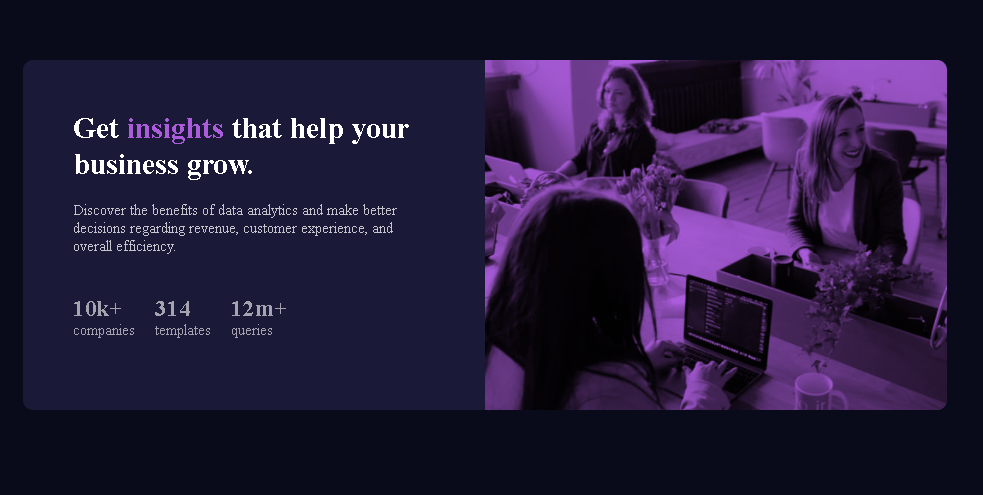 Get insights that help your
business grow.
Discover the benefits of data analytics and make better
decisions regarding revenue, customer experience, and
overall efficiency.
10k+ 314 12m+
companies templates queries